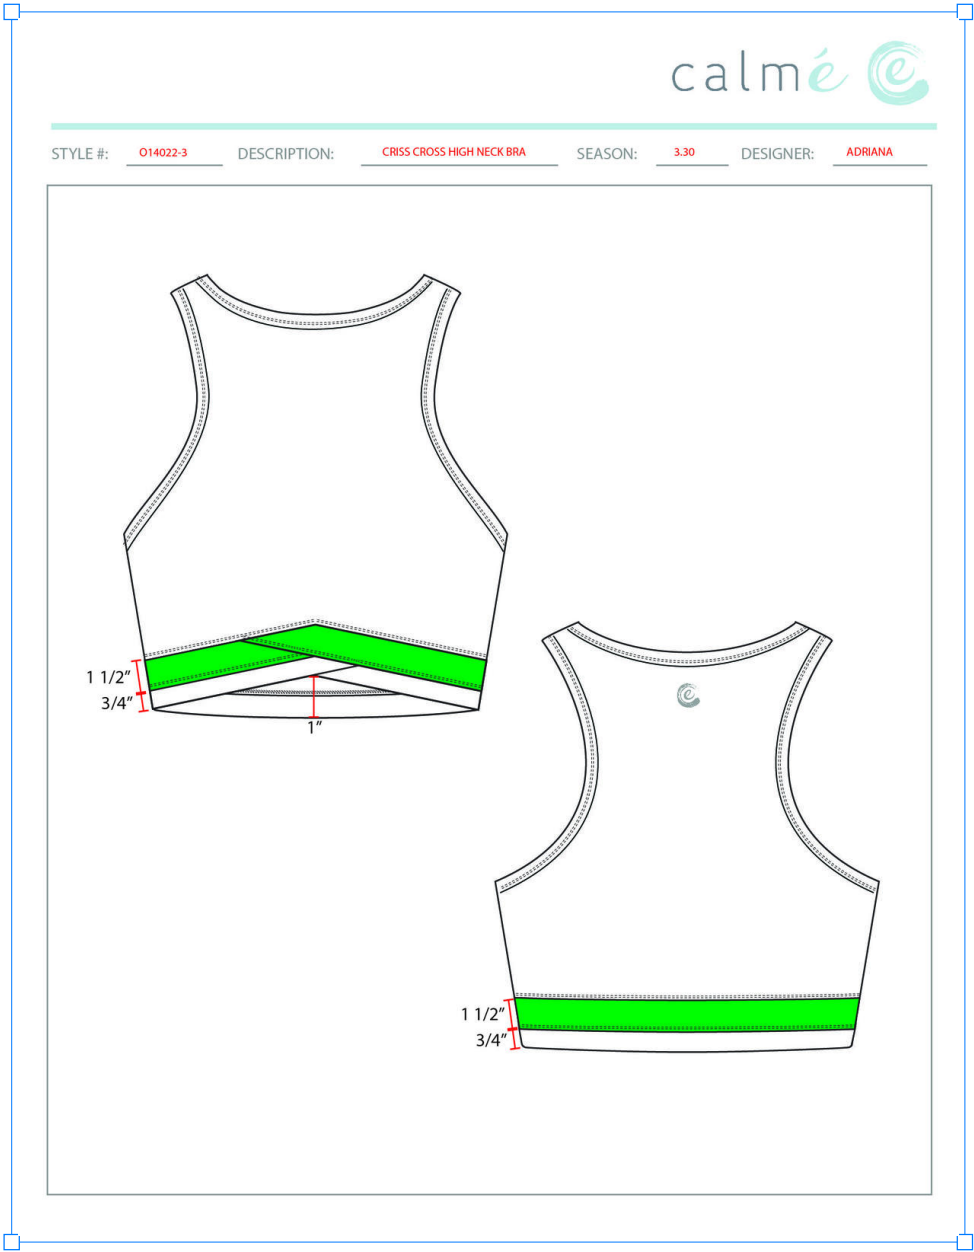 calmé e
STYLE #: O14022-3 DESCRIPTION: CRISS CROSS HIGH NECK BRA SEASON: 3.30 DESIGNER: ADRIANA
1 1/2”
3/4”
1”
1 1/2”
3/4”